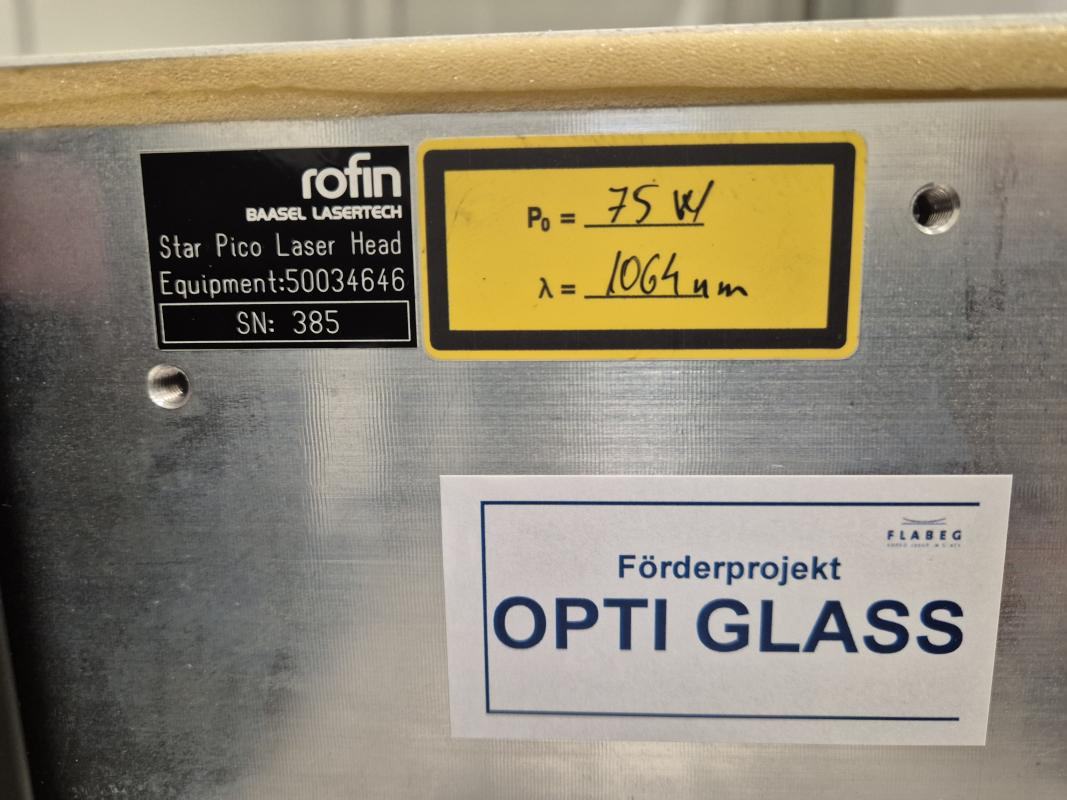 rofin
BAASEL LASERTECH
Star Pico Laser Head
Equipment:50034646
SN: 385
P₀ = 75 W
λ = 1064 nm
FLABEG
Förderprojekt
OPTI GLASS